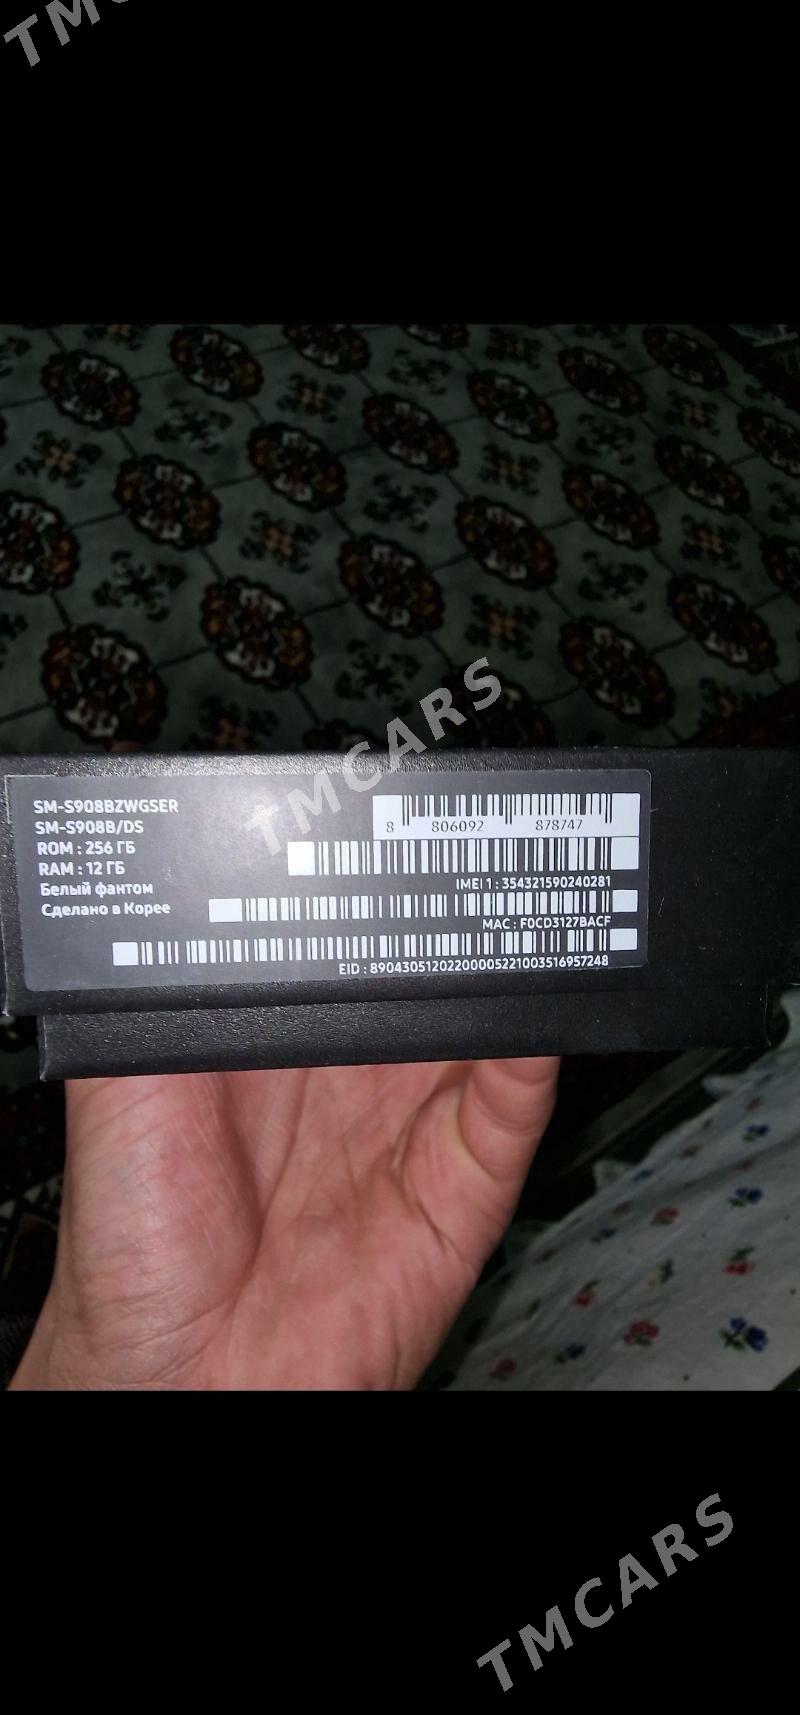 TMCARS
SM-S908BZWGSER
SM-S908B/DS
ROM : 256 ГБ
RAM : 12 ГБ
Белый фантом
Сделано в Корее
8 806092 878747
IMEI 1 : 354321590240281
MAC : F0CD3127BACF
EID : 89043051202200005221003516957248
TMCARS
TMCARS